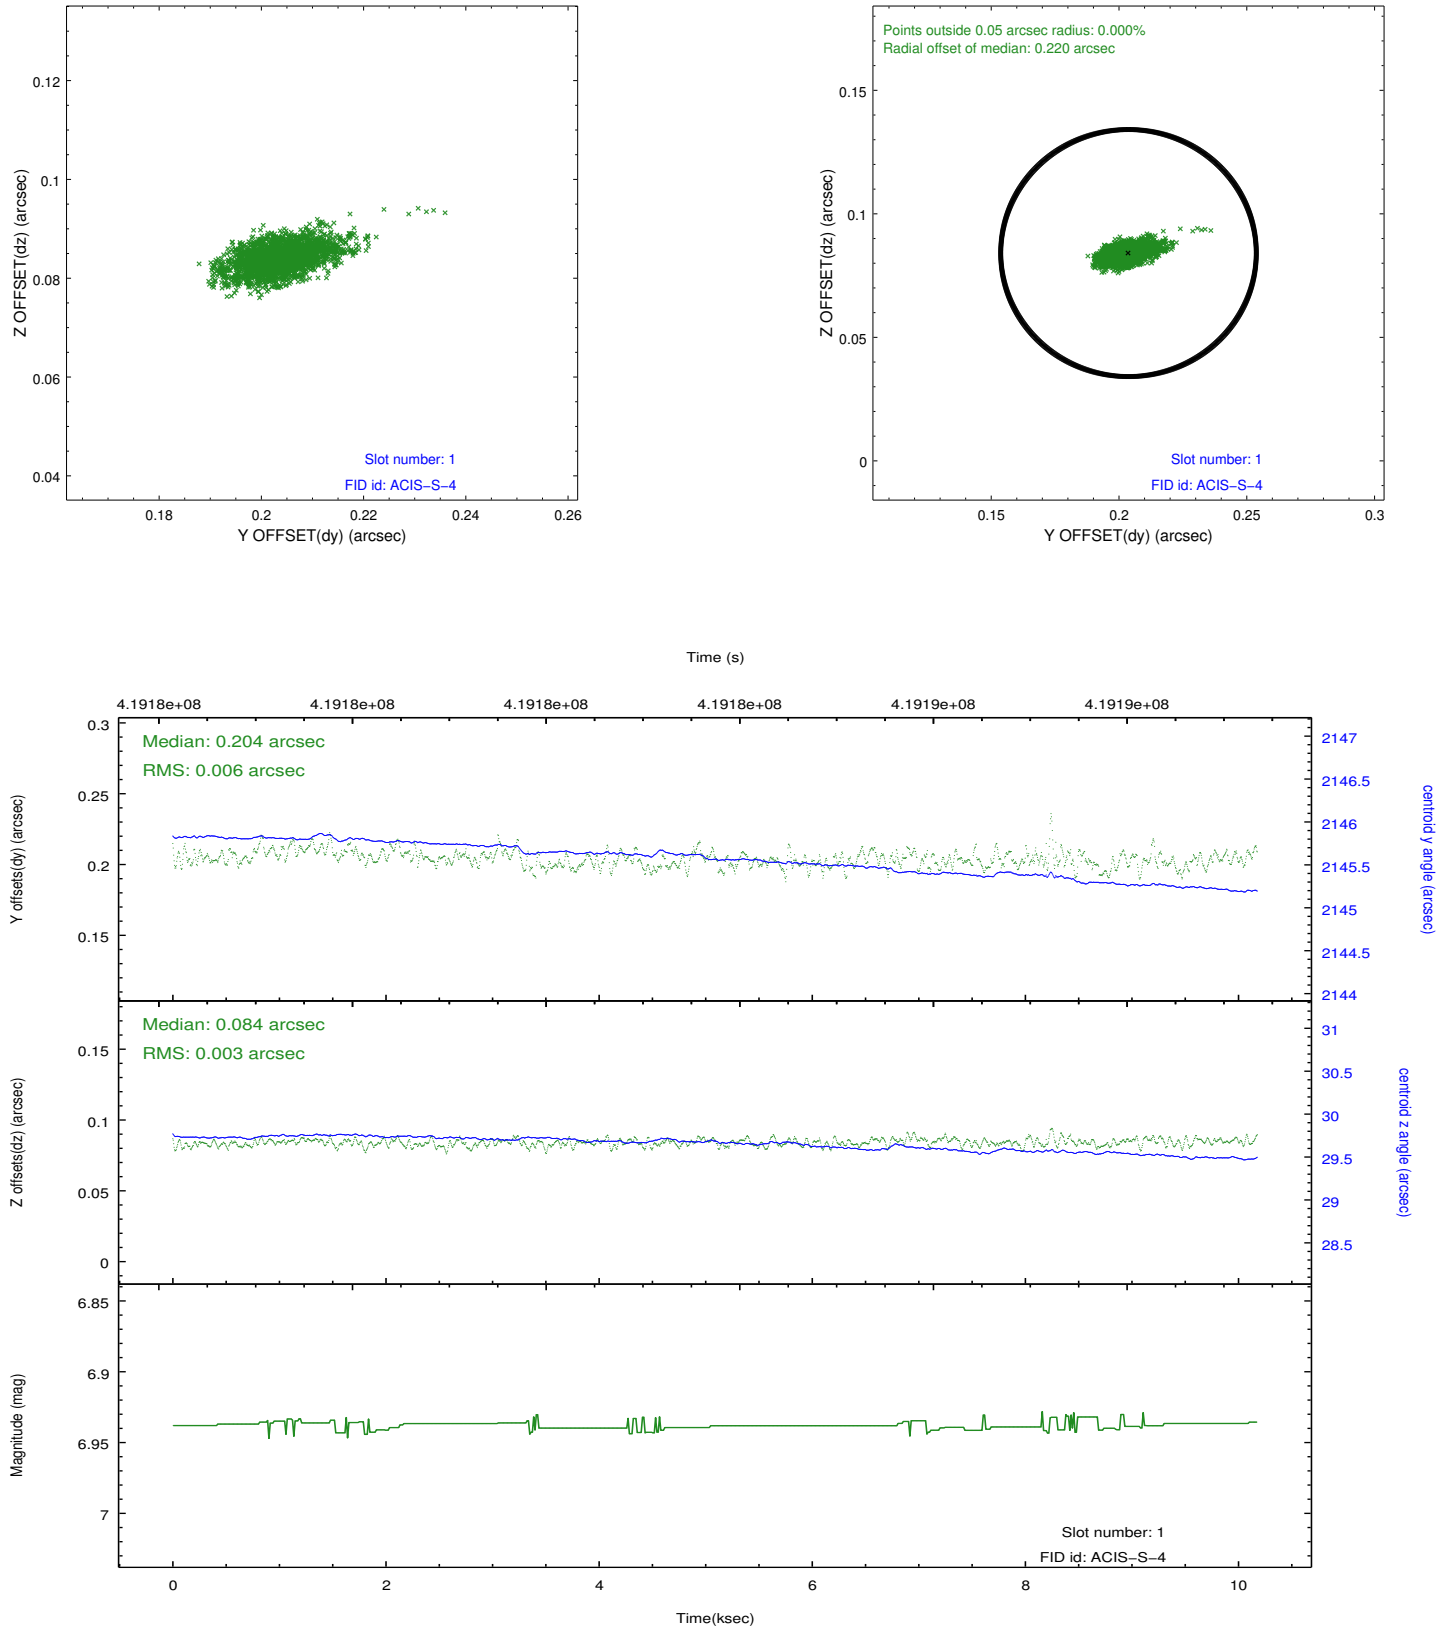 0.12
0.1
0.08
0.06
0.04
Z OFFSET(dz) (arcsec)
Slot number: 1
FID id: ACIS−S−4
0.18 0.2 0.22 0.24 0.26
Y OFFSET(dy) (arcsec)
Points outside 0.05 arcsec radius: 0.000%
Radial offset of median: 0.220 arcsec
0.15
0.1
0.05
0
Z OFFSET(dz) (arcsec)
Slot number: 1
FID id: ACIS−S−4
0.15 0.2 0.25 0.3
Y OFFSET(dy) (arcsec)
Time (s)
4.1918e+08 4.1918e+08 4.1918e+08 4.1918e+08 4.1919e+08 4.1919e+08
Median: 0.204 arcsec
RMS: 0.006 arcsec
0.3
0.25
0.2
0.15
Y offsets(dy) (arcsec)
2147
2146.5
2146
2145.5
2145
2144.5
2144
centroid y angle (arcsec)
Median: 0.084 arcsec
RMS: 0.003 arcsec
0.15
0.1
0.05
0
Z offsets(dz) (arcsec)
31
30.5
30
29.5
29
28.5
centroid z angle (arcsec)
6.85
6.9
6.95
7
Magnitude (mag)
Slot number: 1
FID id: ACIS−S−4
0 2 4 6 8 10
Time(ksec)